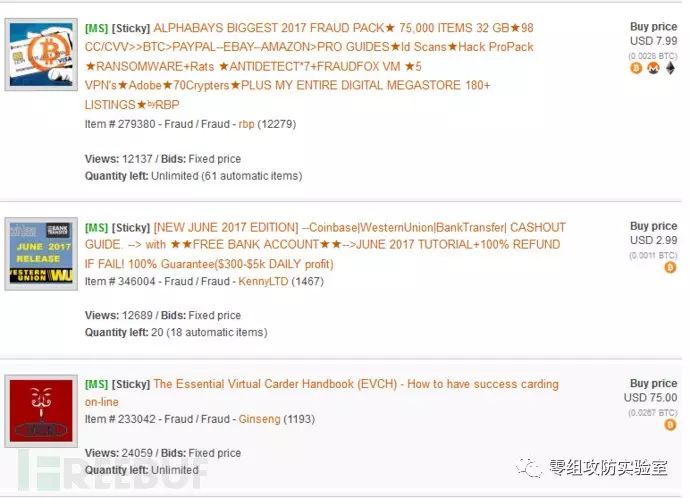 [MS] [Sticky] ALPHABAYS BIGGEST 2017 FRAUD PACK★ 75,000 ITEMS 32 GB★98
CC/CVV>>BTC>PAYPAL--EBAY--AMAZON>PRO GUIDES★Id Scans★Hack ProPack
★RANSOMWARE+Rats ★ANTIDETECT*7+FRAUDFOX VM ★5
VPN's★Adobe★70Crypters★PLUS MY ENTIRE DIGITAL MEGASTORE 180+
LISTINGS★RBP
Item # 279380 - Fraud / Fraud - rbp (12279)
Views: 12137 / Bids: Fixed price
Quantity left: Unlimited (61 automatic items)
Buy price
USD 7.99
(0.0028 BTC)
VISA
[MS] [Sticky] [NEW JUNE 2017 EDITION] --Coinbase|WesternUnion|BankTransfer| CASHOUT
GUIDE. --> with ★★FREE BANK ACCOUNT★★-->JUNE 2017 TUTORIAL+100% REFUND
IF FAIL! 100% Guarantee($300-$5k DAILY profit)
Item # 346004 - Fraud / Fraud - KennyLTD (1467)
Views: 12689 / Bids: Fixed price
Quantity left: 20 (18 automatic items)
Buy price
USD 2.99
(0.0011 BTC)
BANK
TRANSFER
JUNE 2017
RELEASE
WESTERN
UNION WU
[MS] [Sticky] The Essential Virtual Carder Handbook (EVCH) - How to have success carding
on-line
Item # 233042 - Fraud / Fraud - Ginseng (1193)
Views: 24059 / Bids: Fixed price
Quantity left: Unlimited
Buy price
USD 75.00
(0.0267 BTC)
FREEBUF
零组攻防实验室